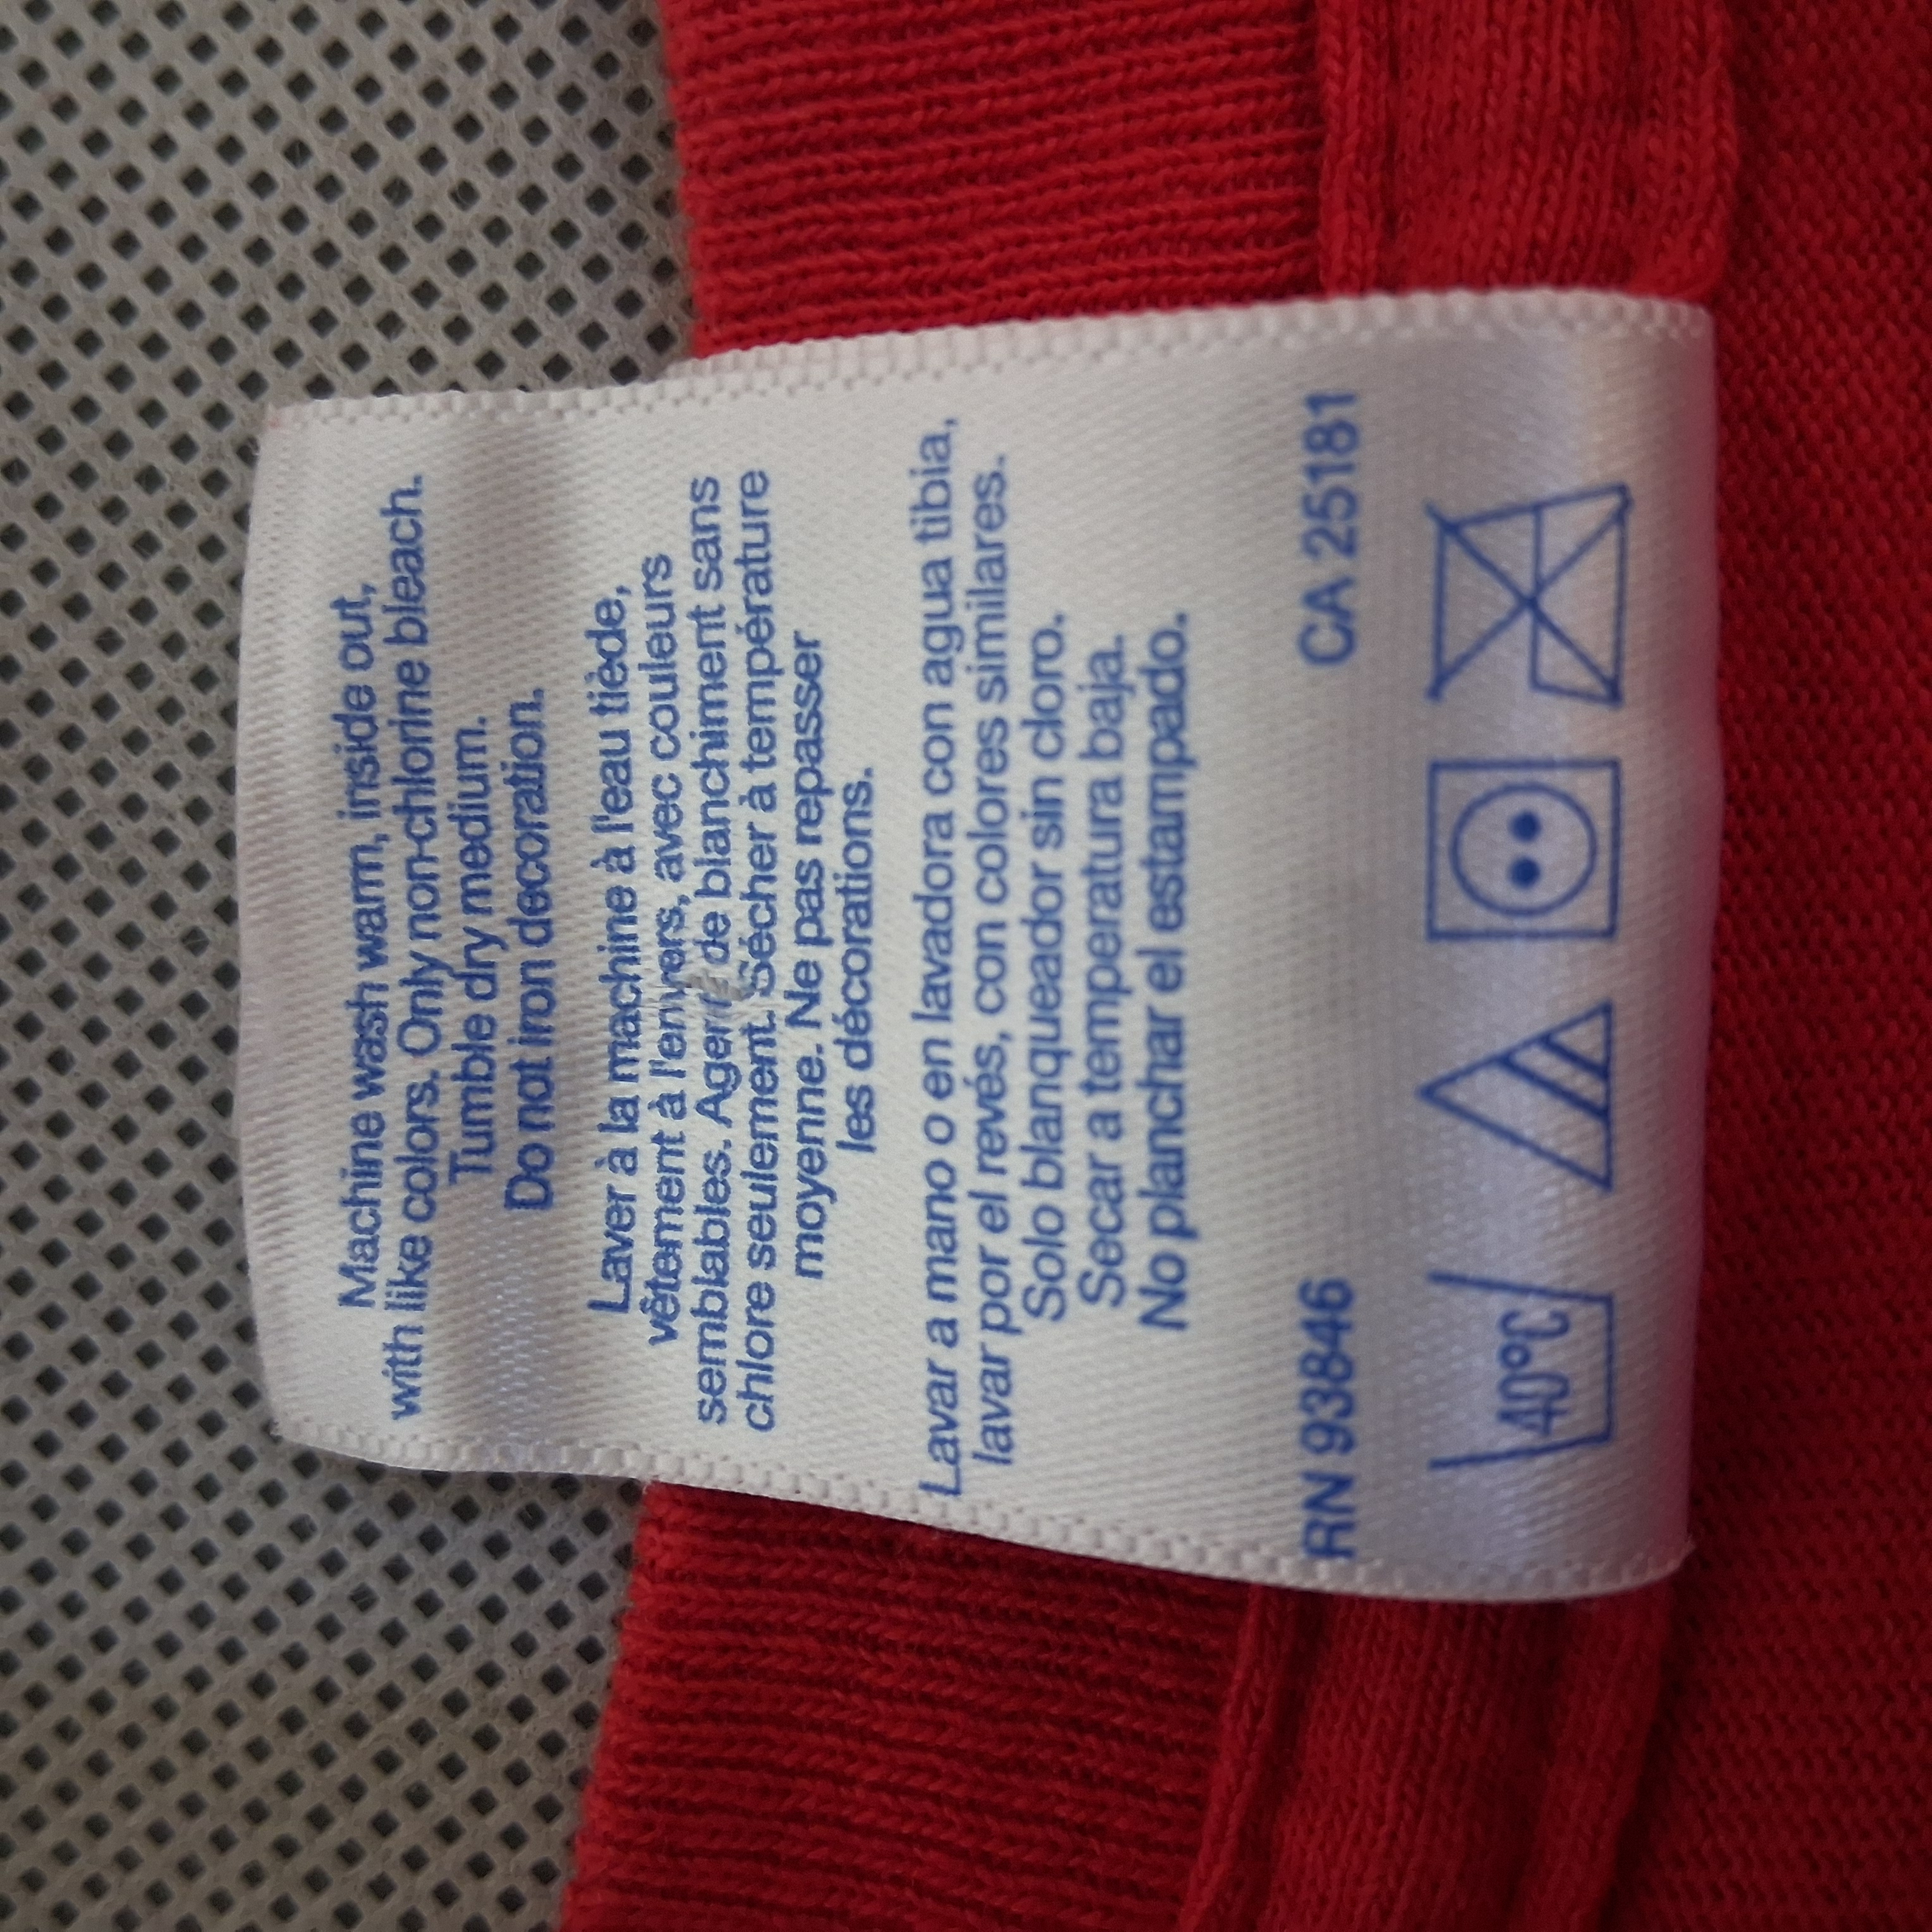 Machine wash warm, inside out,
with like colors. Only non-chlorine bleach.
Tumble dry medium.
Do not iron decoration.
Laver à la machine à l'eau tiède,
vêtement à l'envers, avec couleurs
semblables. Agent de blanchiment sans
chlore seulement. Sécher à température
moyenne. Ne pas repasser
les décorations.
Lavar a mano o en lavadora con agua tibia,
lavar por el revés, con colores similares.
Solo blanqueador sin cloro.
Secar a temperatura baja.
No planchar el estampado.
RN 93846 CA 25181
40°C